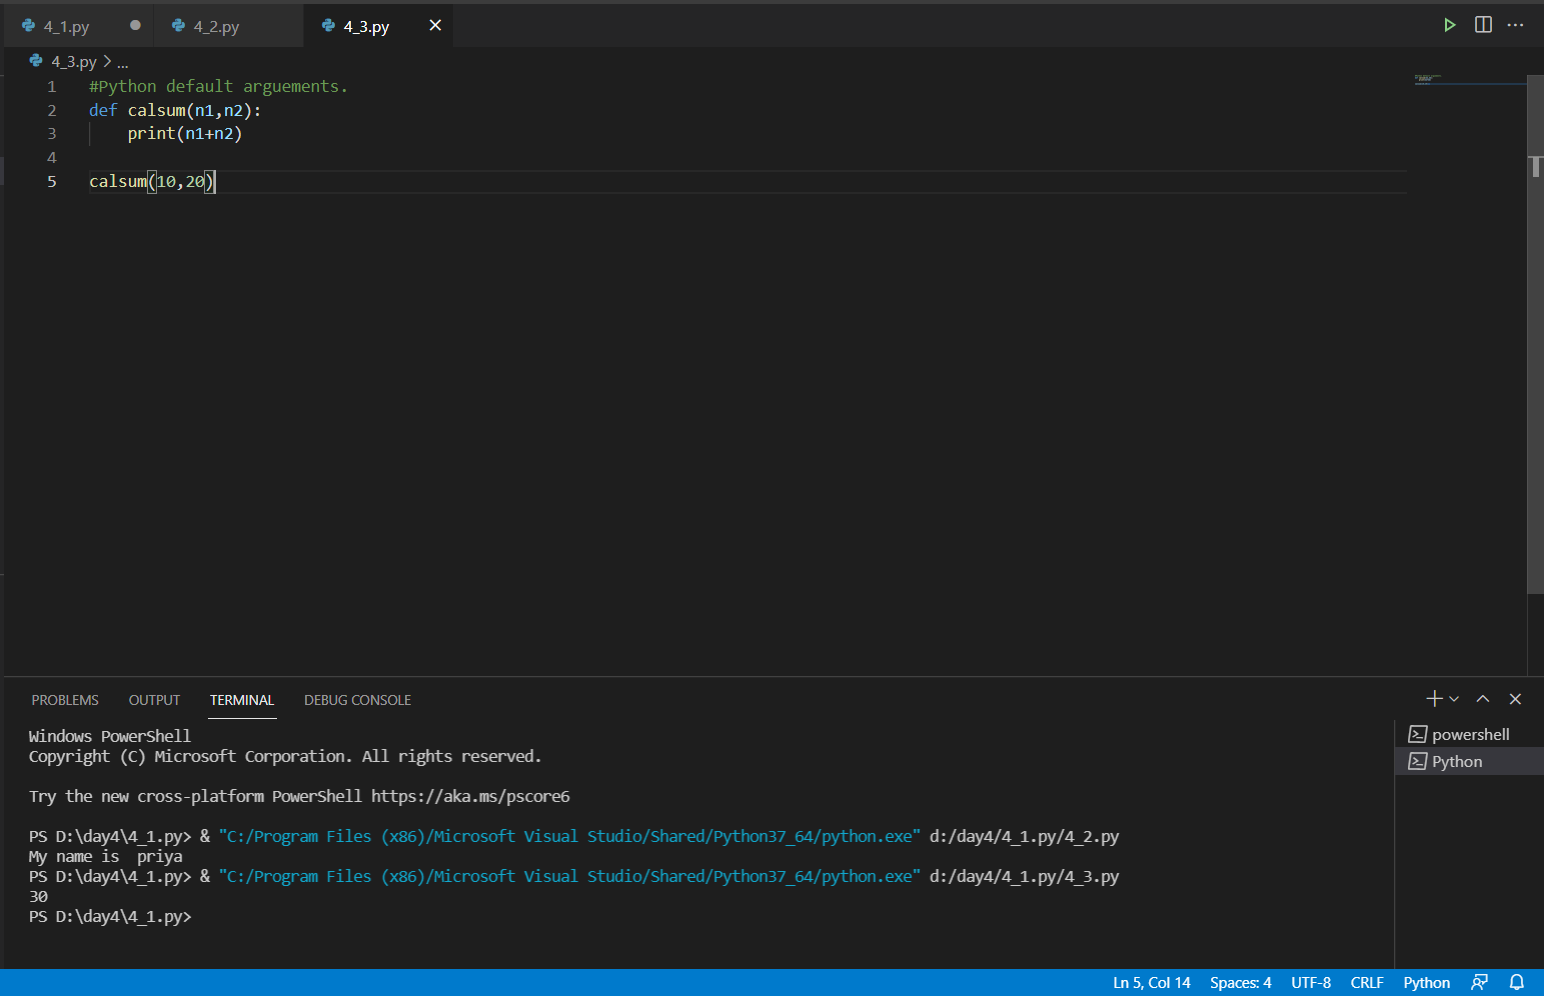 4_1.py 4_2.py 4_3.py
4_3.py > ...
1 #Python default arguements.
2 def calsum(n1,n2):
3 print(n1+n2)
4
5 calsum(10,20)
PROBLEMS OUTPUT TERMINAL DEBUG CONSOLE
Windows PowerShell
Copyright (C) Microsoft Corporation. All rights reserved.
Try the new cross-platform PowerShell https://aka.ms/pscore6
PS D:\day4\4_1.py> & "C:/Program Files (x86)/Microsoft Visual Studio/Shared/Python37_64/python.exe" d:/day4/4_1.py/4_2.py
My name is  priya
PS D:\day4\4_1.py> & "C:/Program Files (x86)/Microsoft Visual Studio/Shared/Python37_64/python.exe" d:/day4/4_1.py/4_3.py
30
PS D:\day4\4_1.py>
powershell
Python
Ln 5, Col 14 Spaces: 4 UTF-8 CRLF Python